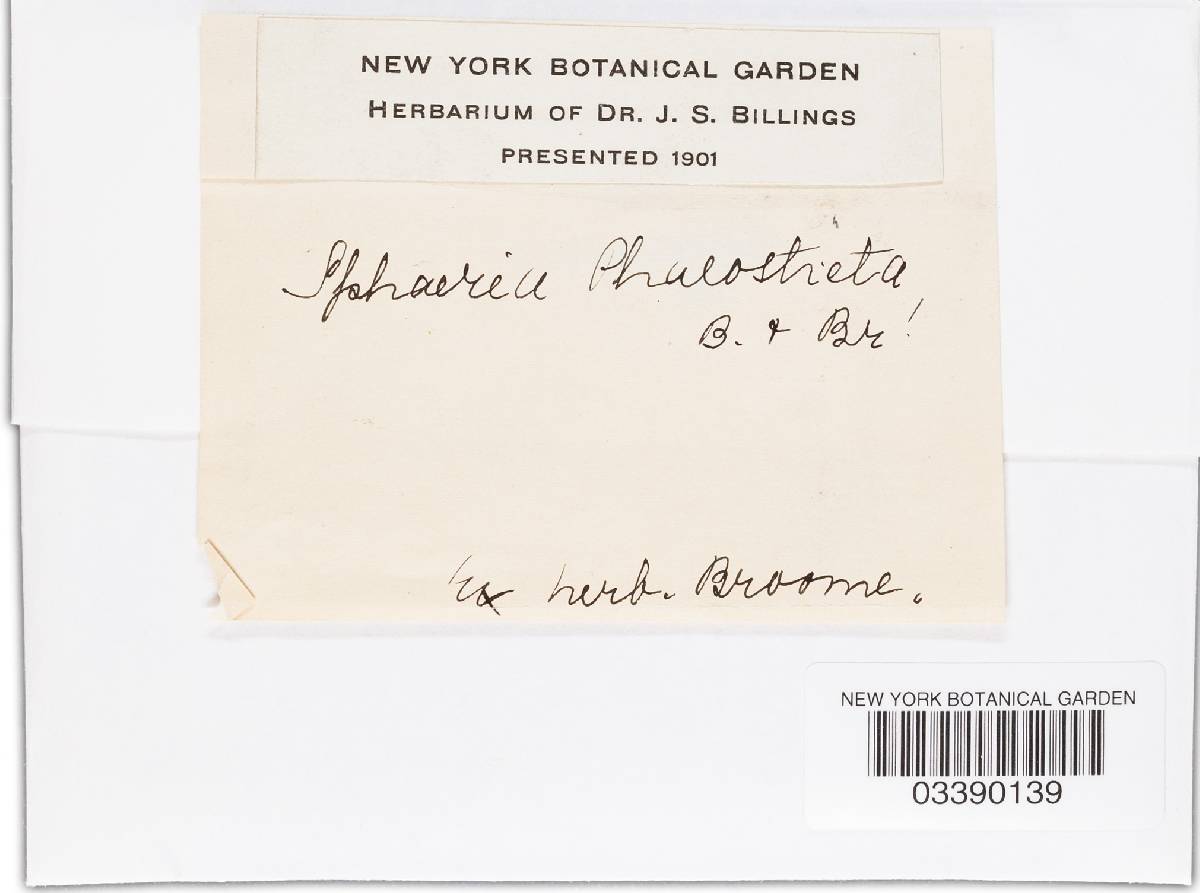 NEW YORK BOTANICAL GARDEN
HERBARIUM OF DR. J. S. BILLINGS
PRESENTED 1901
Sphaeria Phaeosticta
B. & Br!
Ex herb. Broome.
NEW YORK BOTANICAL GARDEN
03390139